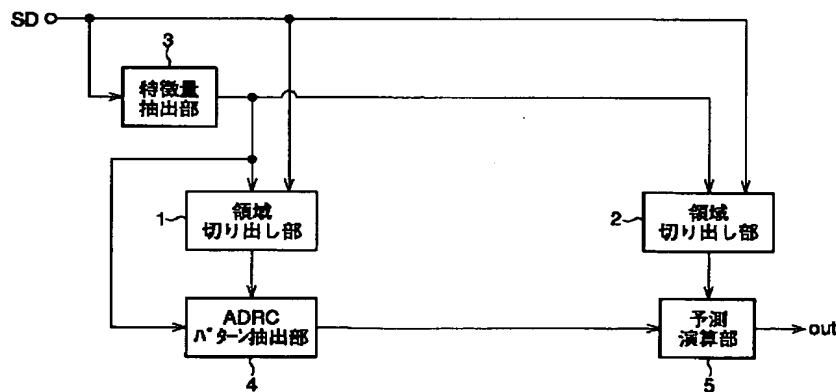 SD
3
特徴量
抽出部
1
領域
切り出し部
2
領域
切り出し部
ADRC
パターン抽出部
4
予測
演算部
5
out